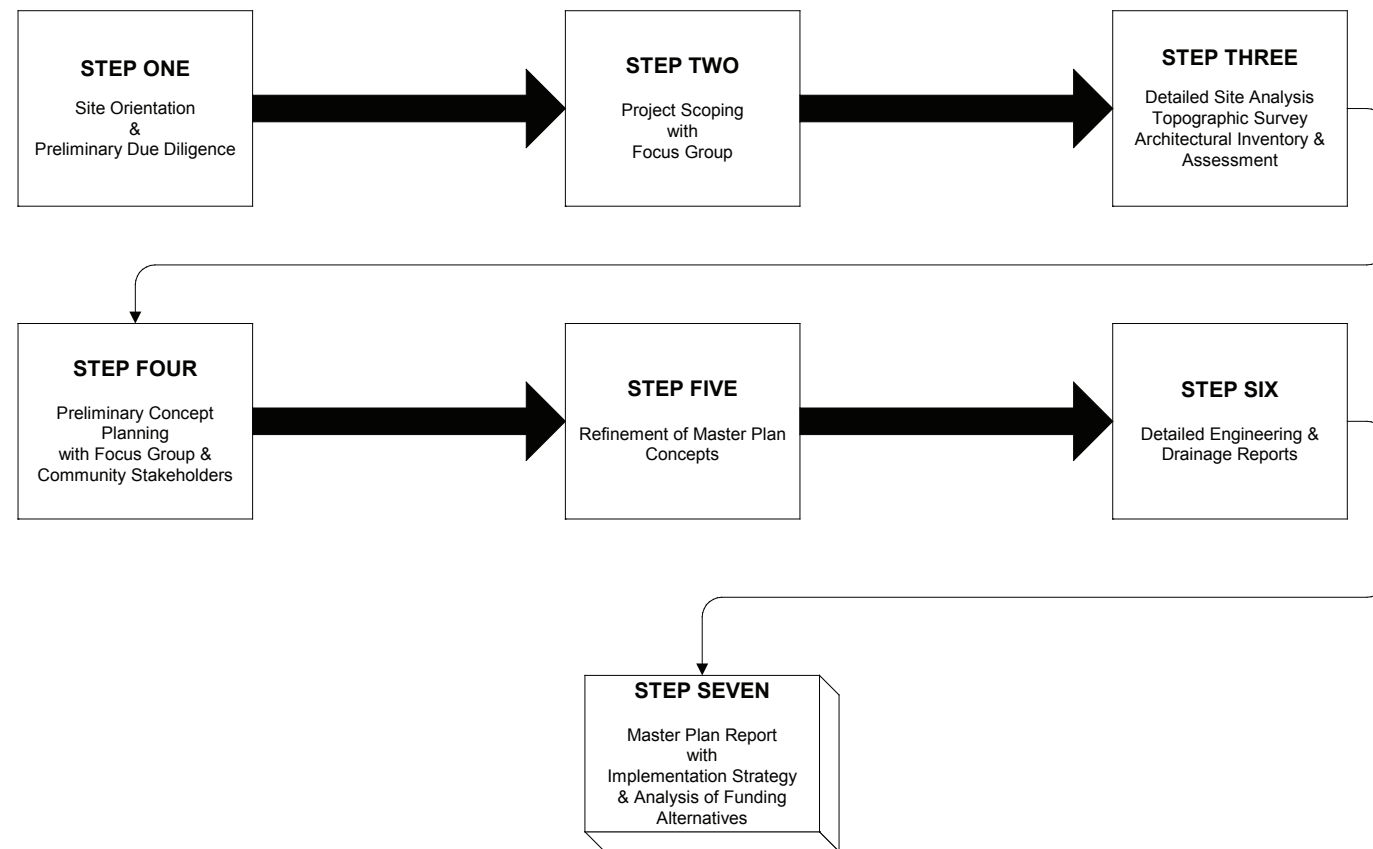 STEP ONE
Site Orientation
&
Preliminary Due Diligence
STEP TWO
Project Scoping
with
Focus Group
STEP THREE
Detailed Site Analysis
Topographic Survey
Architectural Inventory &
Assessment
STEP FOUR
Preliminary Concept
Planning
with Focus Group &
Community Stakeholders
STEP FIVE
Refinement of Master Plan
Concepts
STEP SIX
Detailed Engineering &
Drainage Reports
STEP SEVEN
Master Plan Report
with
Implementation Strategy
& Analysis of Funding
Alternatives